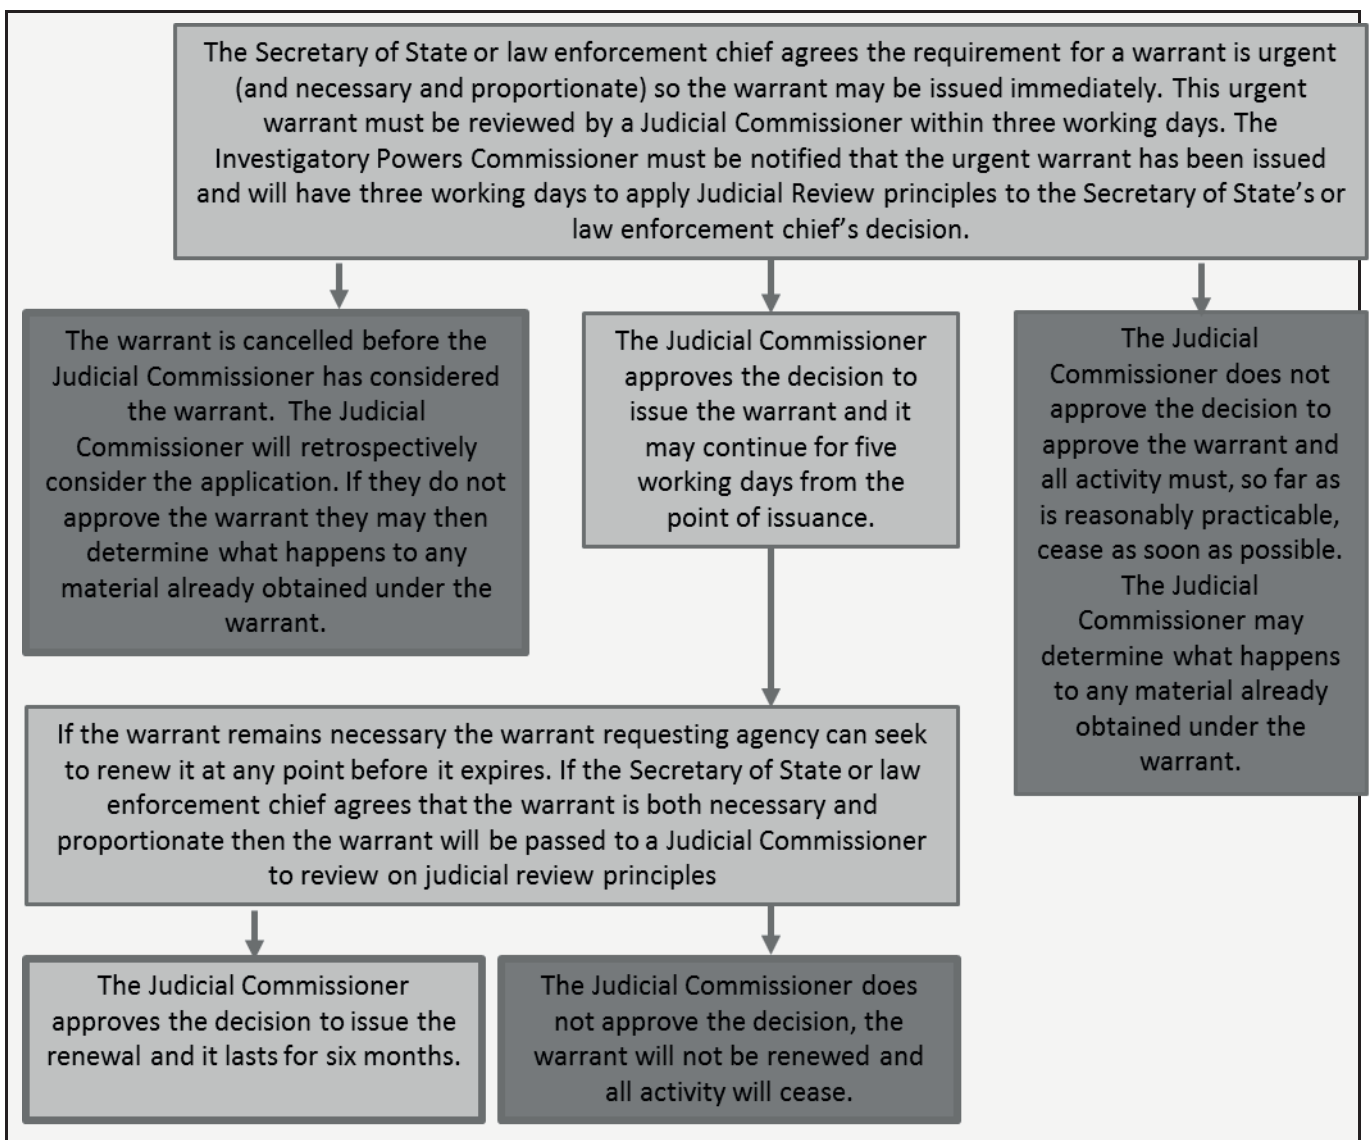 The Secretary of State or law enforcement chief agrees the requirement for a warrant is urgent
(and necessary and proportionate) so the warrant may be issued immediately. This urgent
warrant must be reviewed by a Judicial Commissioner within three working days. The
Investigatory Powers Commissioner must be notified that the urgent warrant has been issued
and will have three working days to apply Judicial Review principles to the Secretary of State’s or
law enforcement chief’s decision.
The warrant is cancelled before the
Judicial Commissioner has considered
the warrant.  The Judicial
Commissioner will retrospectively
consider the application. If they do not
approve the warrant they may then
determine what happens to any
material already obtained under the
warrant.
The Judicial Commissioner
approves the decision to
issue the warrant and it
may continue for five
working days from the
point of issuance.
The Judicial
Commissioner does not
approve the decision to
approve the warrant and
all activity must, so far as
is reasonably practicable,
cease as soon as possible.
The Judicial
Commissioner may
determine what happens
to any material already
obtained under the
warrant.
If the warrant remains necessary the warrant requesting agency can seek
to renew it at any point before it expires. If the Secretary of State or law
enforcement chief agrees that the warrant is both necessary and
proportionate then the warrant will be passed to a Judicial Commissioner
to review on judicial review principles
The Judicial Commissioner
approves the decision to issue the
renewal and it lasts for six months.
The Judicial Commissioner does
not approve the decision, the
warrant will not be renewed and
all activity will cease.